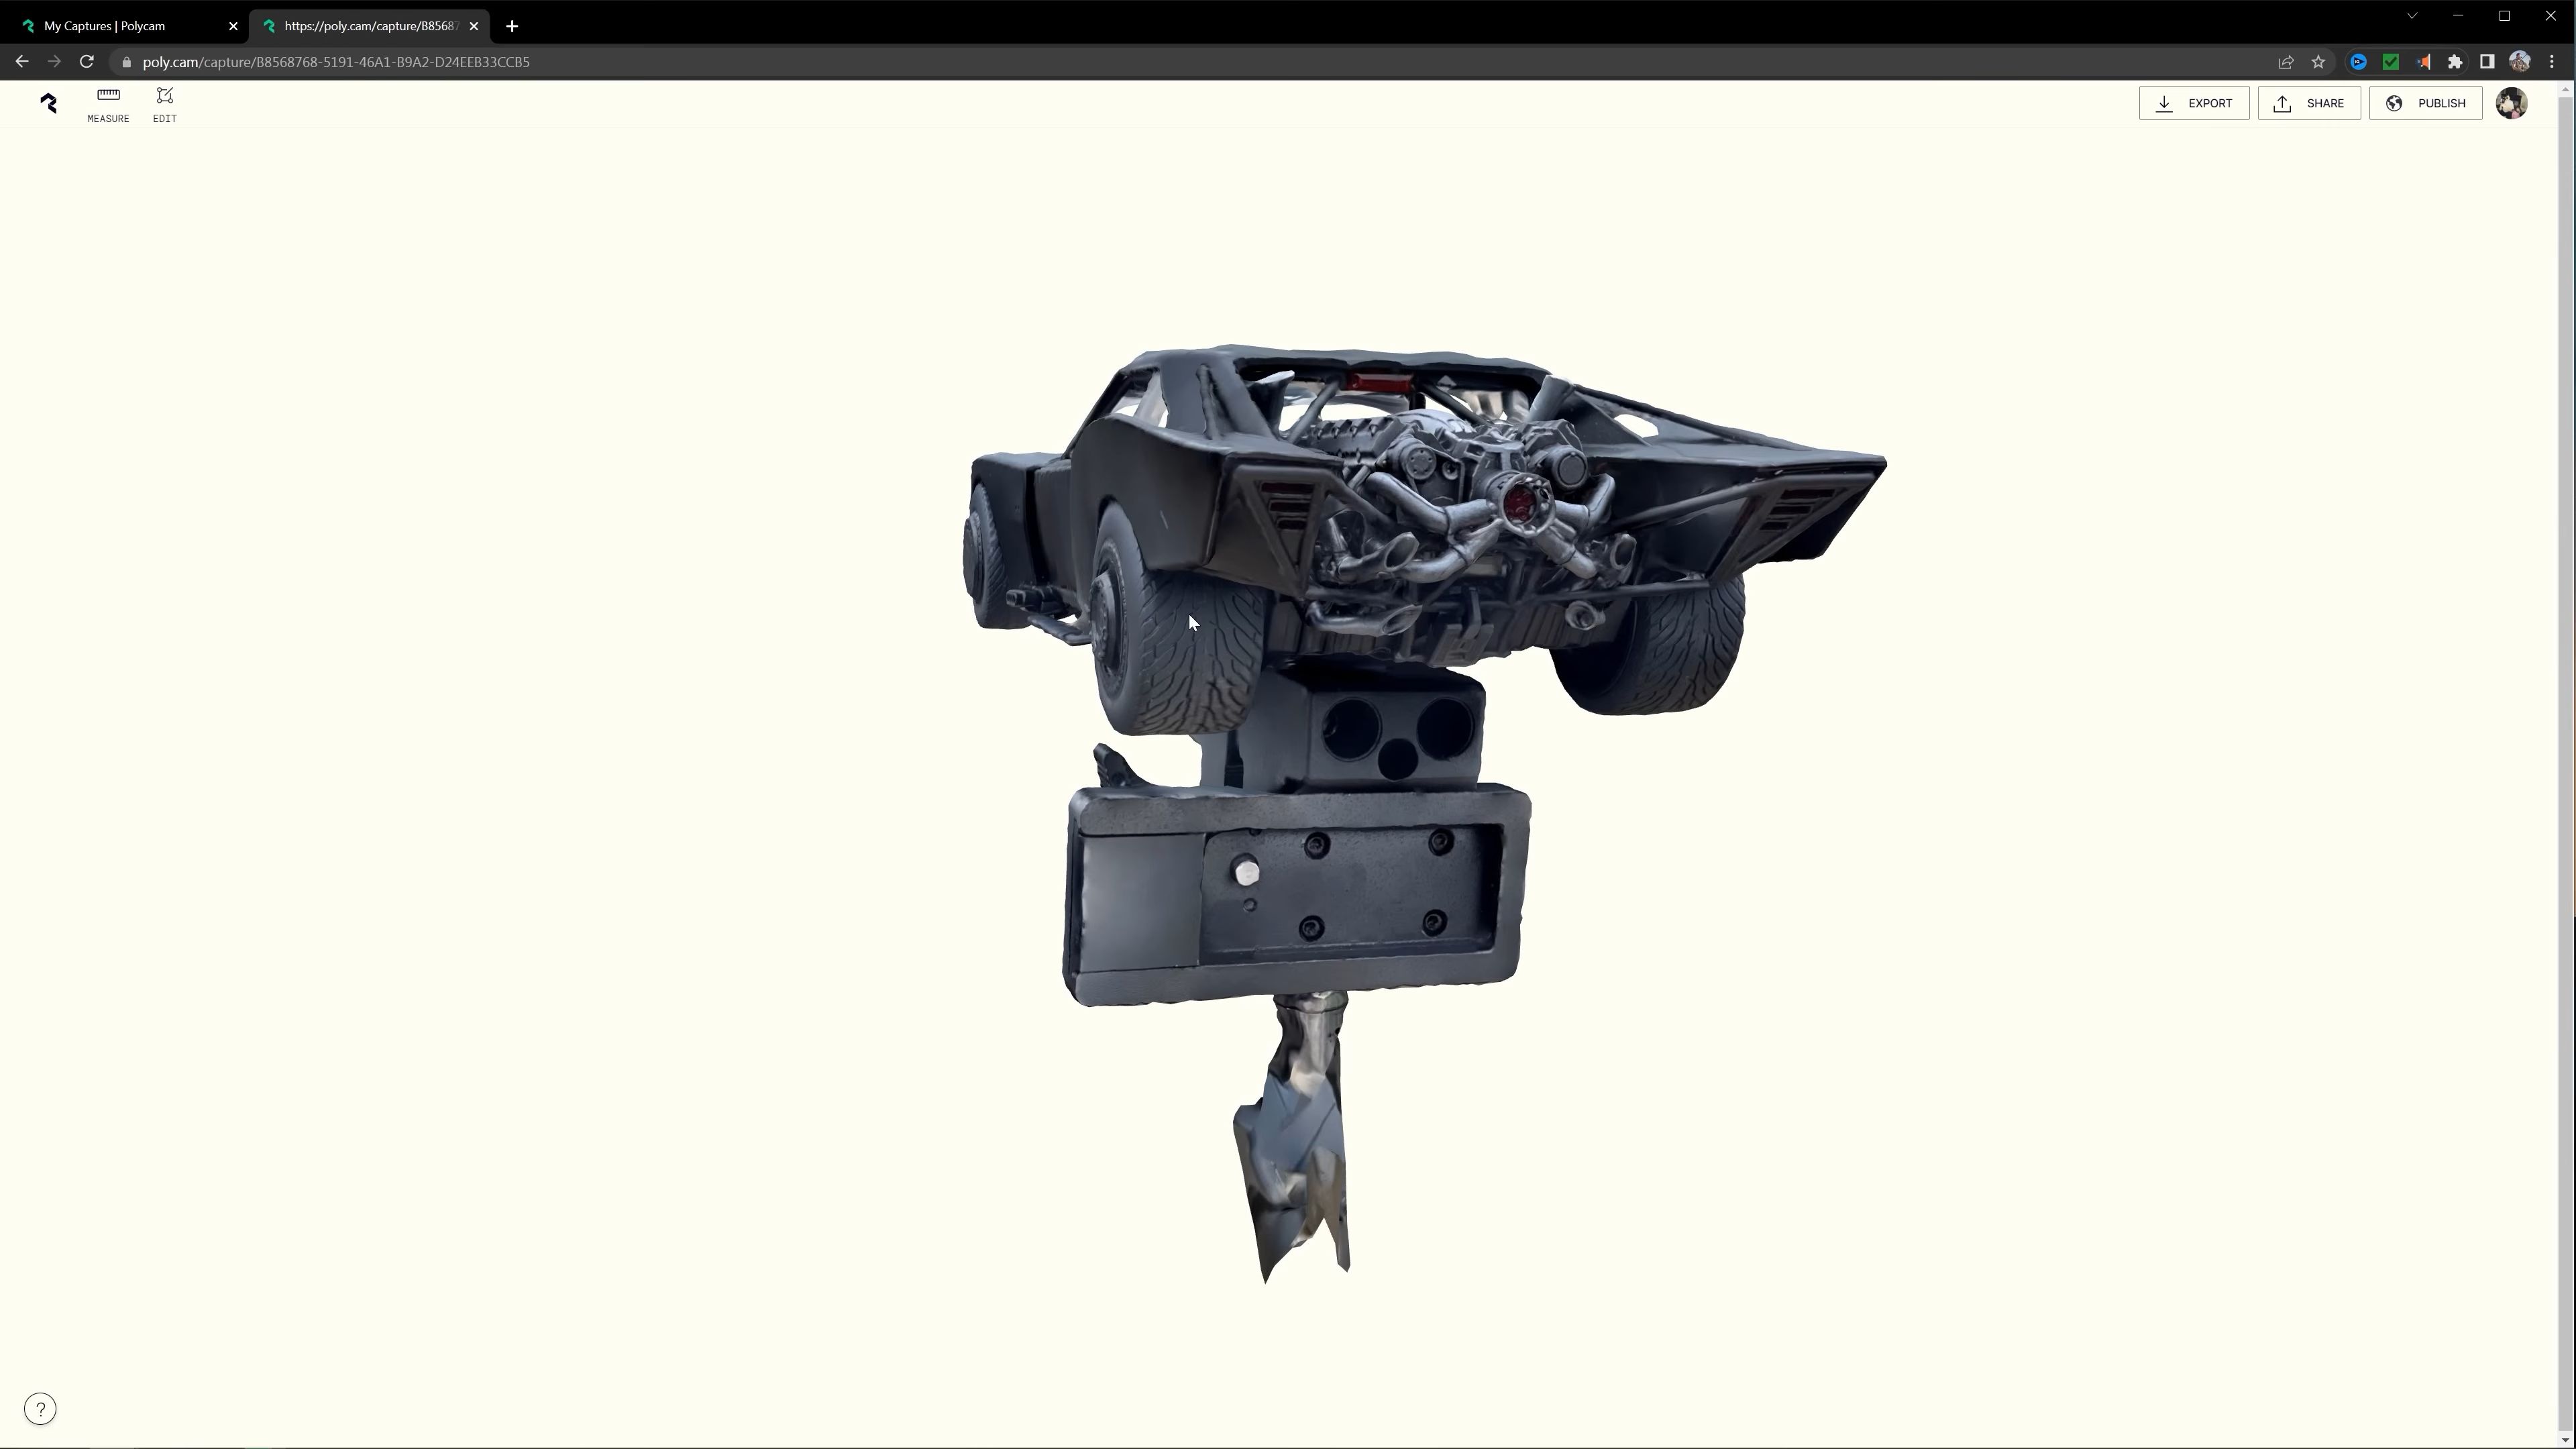 My Captures | Polycam
https://poly.cam/capture/B8568
poly.cam/capture/B8568768-5191-46A1-B9A2-D24EEB33CCB5
MEASURE
EDIT
EXPORT
SHARE
PUBLISH
?